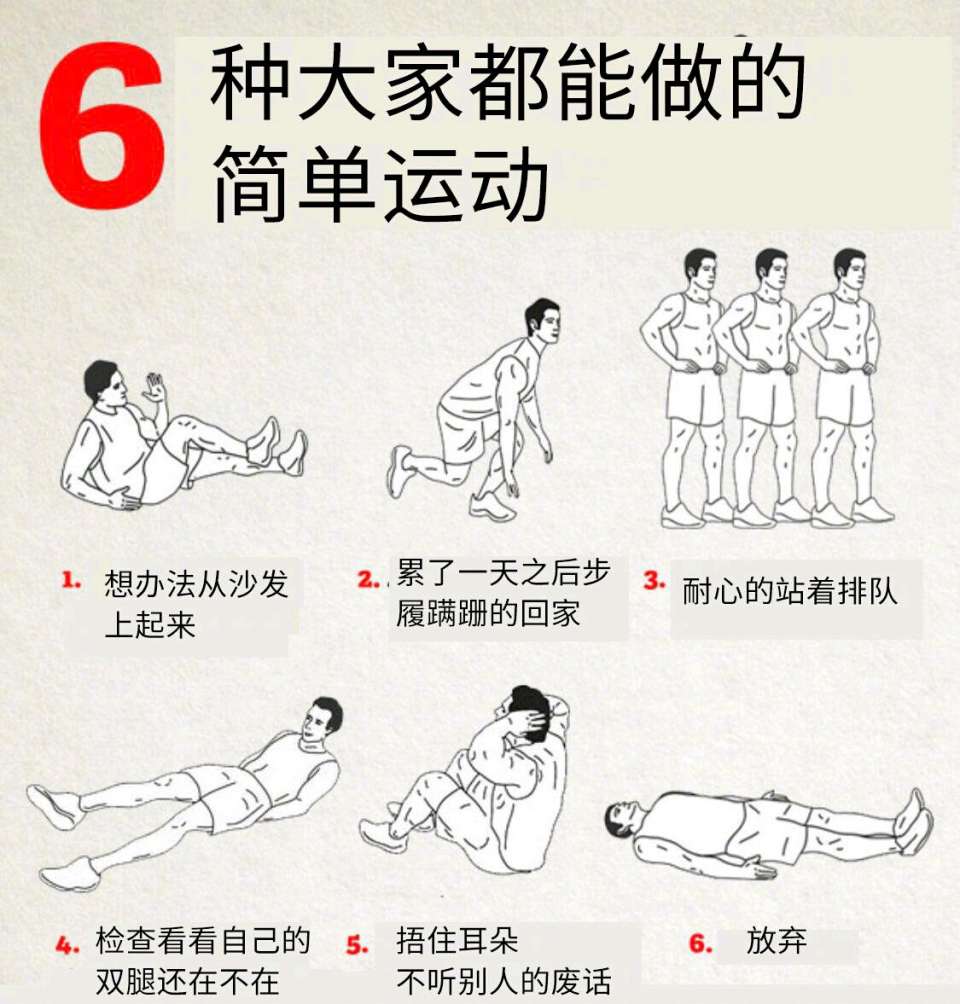 6 种大家都能做的
简单运动
1. 想办法从沙发
上起来
2. 累了一天之后步
履蹒跚的回家
3. 耐心的站着排队
4. 检查看看自己的
双腿还在不在
5. 捂住耳朵
不听别人的废话
6. 放弃